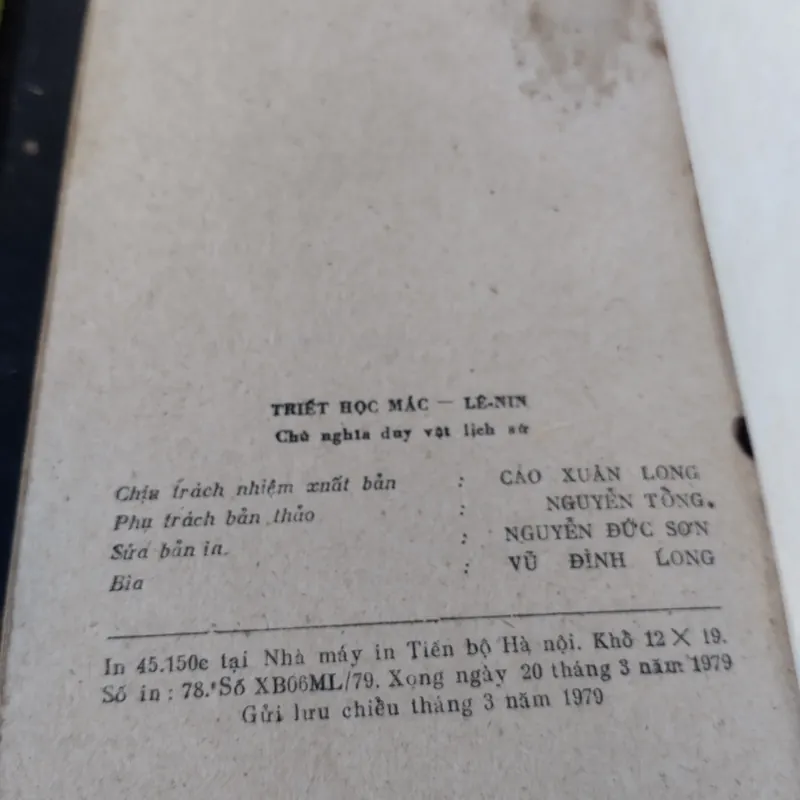 TRIẾT HỌC MÁC — LÊ-NIN
Chủ nghĩa duy vật lịch sử
Chịu trách nhiệm xuất bản : CAO XUÂN LONG
Phụ trách bản thảo : NGUYỄN TỒNG.
Sửa bản in. : NGUYỄN ĐỨC SƠN
Bìa : VŨ ĐÌNH LONG
In 45.150c tại Nhà máy in Tiến bộ Hà nội. Khổ 12 × 19.
Số in : 78. Số XB06ML/79. Xong ngày 20 tháng 3 năm 1979
Gửi lưu chiều tháng 3 năm 1979